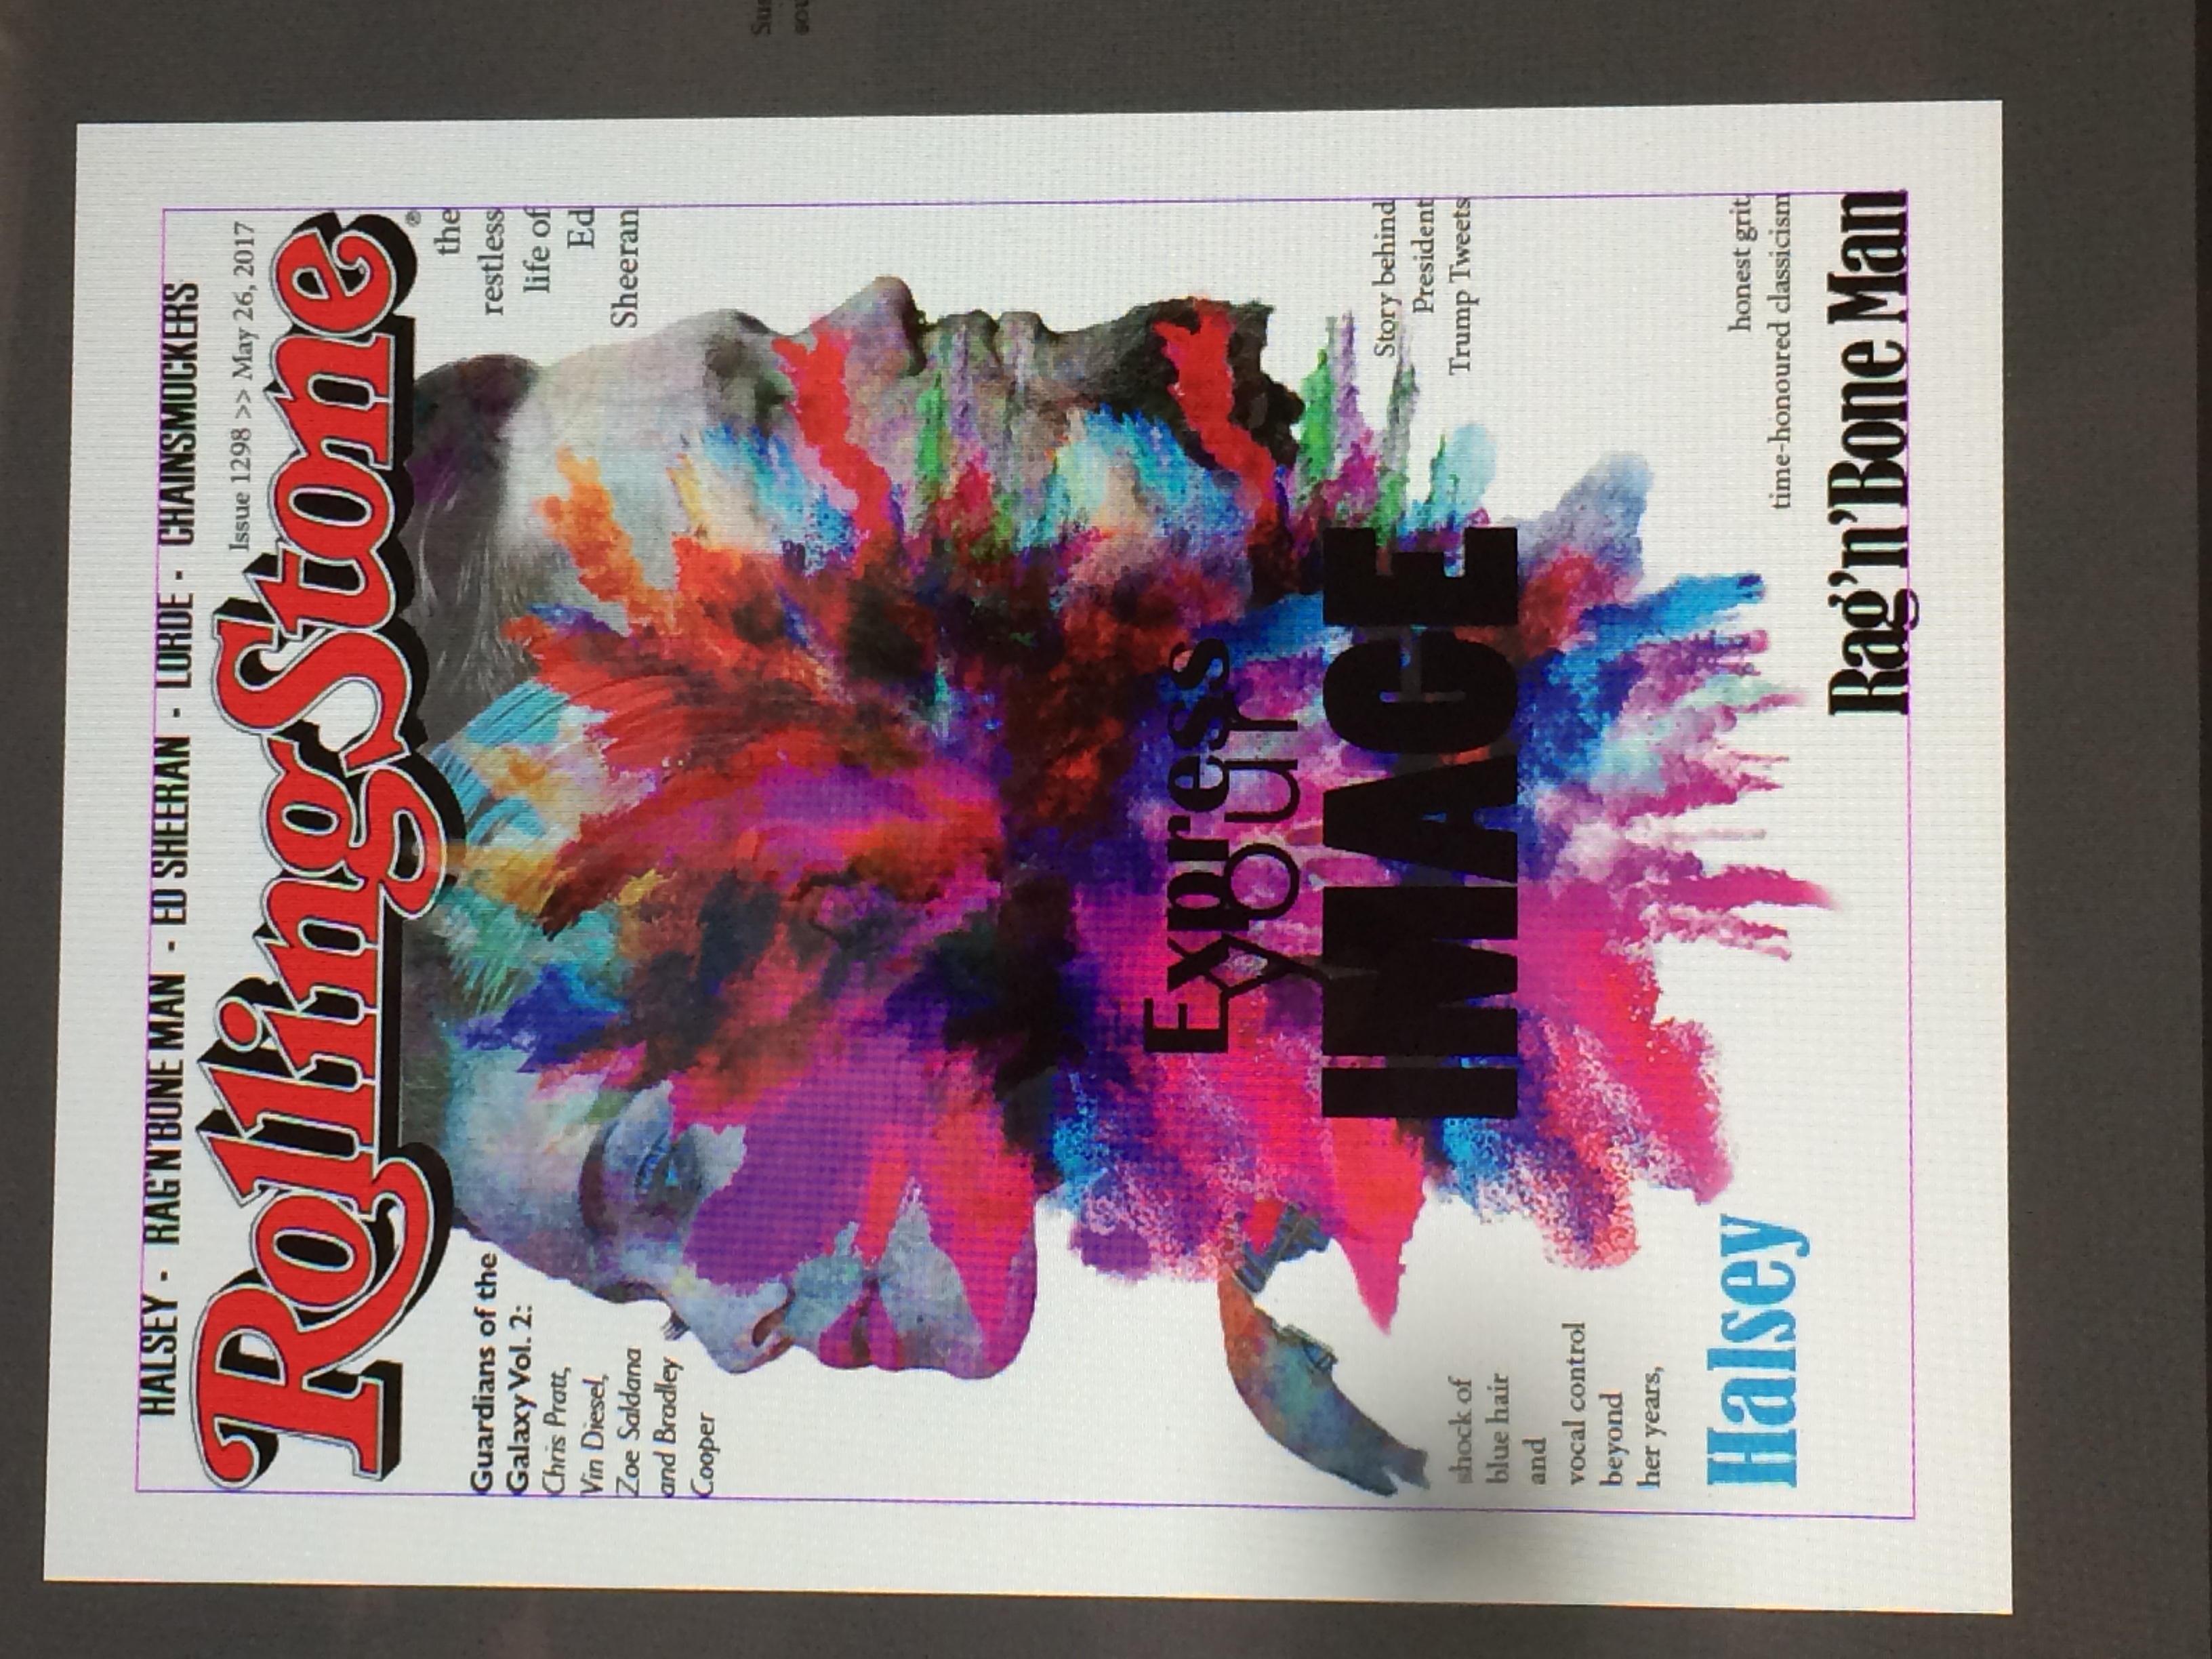 HALSEY - RAG'N'BONE MAN - ED SHEERAN - LORDE - CHAINSMOCKERS
Issue 1298 >> May 26, 2017
RollingStone
®
Guardians of the
Galaxy Vol. 2:
Chris Pratt,
Vin Diesel,
Zoe Saldana
and Bradley
Cooper
the
restless
life of
Ed
Sheeran
Express
your
IMAGE
Story behind
President
Trump Tweets
shock of
blue hair
and
vocal control
beyond
her years,
Halsey
honest grit
time-honoured classicism
Rag'n'Bone Man